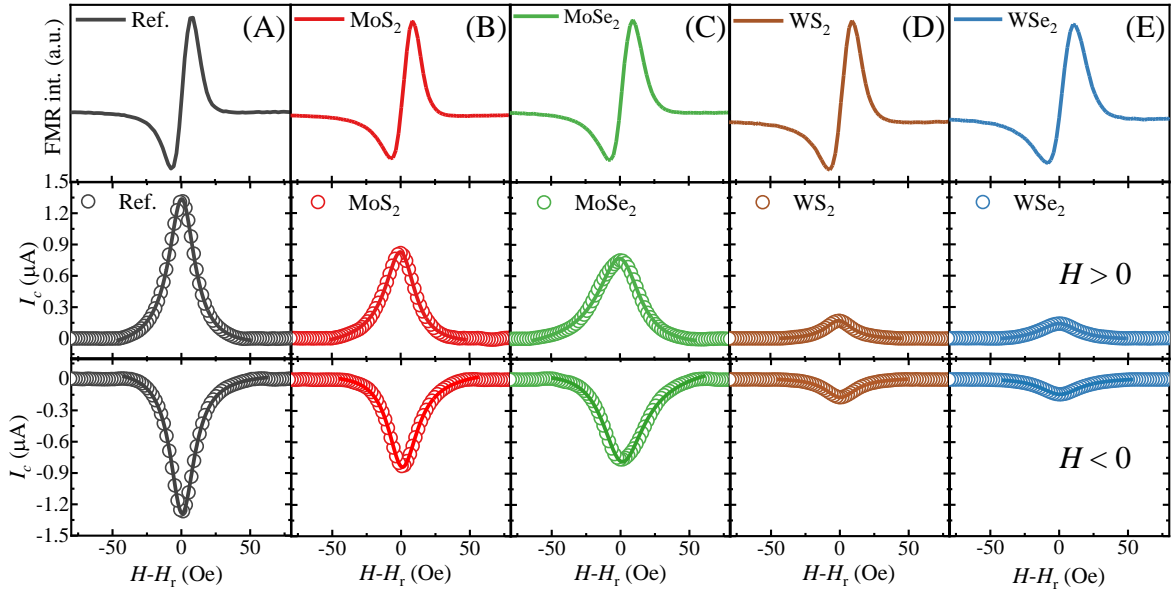 Ref. (A) MoS2 (B) MoSe2 (C) WS2 (D) WSe2 (E)
FMR int. (a.u.)
1.5 Ref. MoS2 MoSe2 WS2 WSe2
1.2
0.9
Ic (μA)
0.6
H > 0
0.3
0
0
-0.3
Ic (μA)
-0.6
-0.9
H < 0
-1.2
-1.5
-50 0 50 -50 0 50 -50 0 50 -50 0 50 -50 0 50
H-Hr (Oe) H-Hr (Oe) H-Hr (Oe) H-Hr (Oe) H-Hr (Oe)